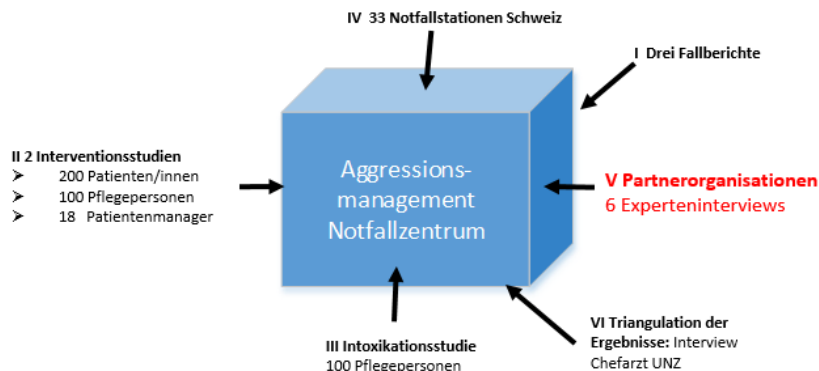 IV 33 Notfallstationen Schweiz
I Drei Fallberichte
II 2 Interventionsstudien
➢ 200 Patienten/innen
➢ 100 Pflegepersonen
➢ 18 Patientenmanager
Aggressions-
management
Notfallzentrum
V Partnerorganisationen
6 Experteninterviews
III Intoxikationsstudie
100 Pflegepersonen
VI Triangulation der
Ergebnisse: Interview
Chefarzt UNZ